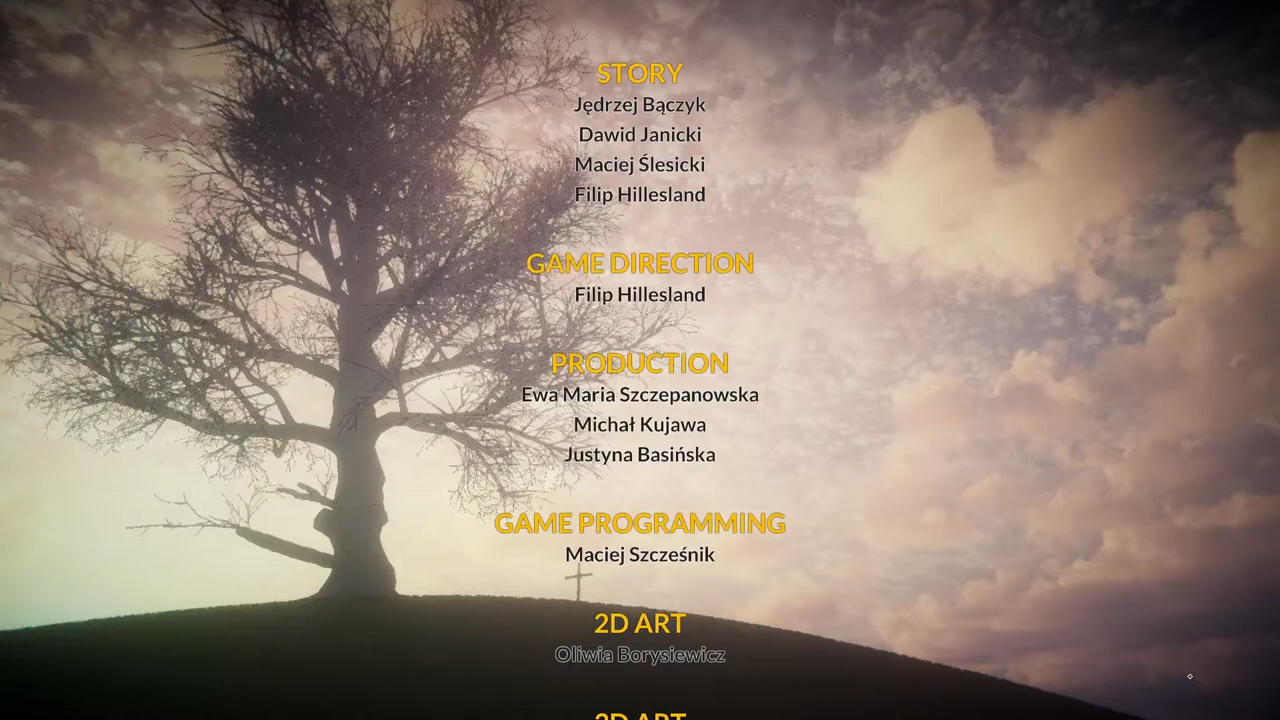 STORY
Jędrzej Bączyk
Dawid Janicki
Maciej Ślesicki
Filip Hillesland
GAME DIRECTION
Filip Hillesland
PRODUCTION
Ewa Maria Szczepanowska
Michał Kujawa
Justyna Basińska
GAME PROGRAMMING
Maciej Szcześnik
2D ART
Oliwia Borysiewicz